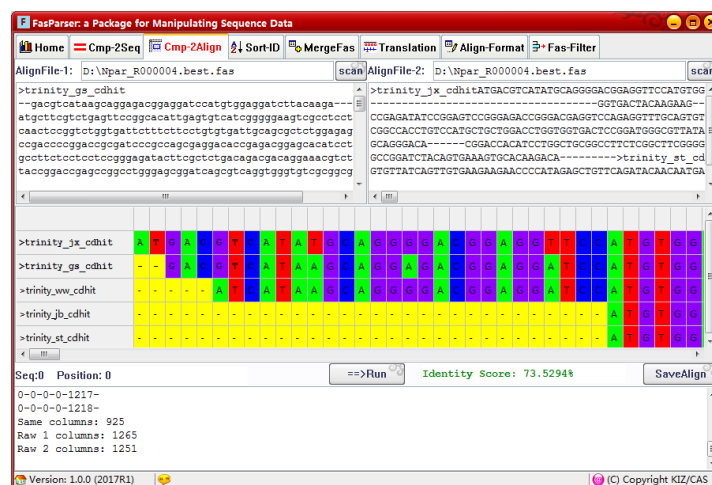 FasParser: a Package for Manipulating Sequence Data
Home Cmp-2Seq Cmp-2Align Sort-ID MergeFas Translation Align-Format Fas-Filter
AlignFile-1: D:\Npar_R000004.best.fas scan AlignFile-2: D:\Npar_R000004.best.fas scan
>trinity_gs_cdhit
--gacgtcataagcaggagacggaggatccatgtggaggatcttacaaga--
atgcttcgtctgagttccggcacattgagtgtcatcggggggaagtcgcctcct
caactccggtctggtgattctttcttcctgtgtgattgcagcgctctggagag
ccgaccccggaccgcgatcccgccagcgaggacaccgagacggagcacatcct
gccttctcctcctccgggagatacttcgctctgacagacgacaggaaacgtct
taccggaccgagccggcctgggagcggatcagcgtcaggtgggtgtcgcggcg
>trinity_jx_cdhitATGACGTCATATGCAGGGGACGGAGGTTCCATGTGG
------------------------------GGTGACTACAAGAAG--
CCGAGATATCCGGAGTCCGGGAGACCGGGACGAGGTCCAGAGGTTTGCAGTGT
CGGCCACCTGTCCATGCTGCTGGACCTGGTGGTGACTCCGGATGGGCGTTATA
GCAGGGACA------CGGACCACATCCTGGCTGCGGCCTTCTCGGCTTCGGGG
GCCGGATCTACAGTGAAAGTGCACAAGACA---------->trinity_st_cd
GTGTTATCAGTTGTGAAGAAGAACCCCATAGAGCTGTTCAGATACAACAATGA
>trinity_jx_cdhit A T G A C G T C A T A T G C A G G G G A C G G A G G T T C C A T G T G G
>trinity_gs_cdhit - - G A C G T C A T A A G C A G G A G A C G G A G G A T C C A T G T G G
>trinity_ww_cdhit - - - - - A T C A T A A G C A G G G G A C G G A G G A T C C A T G T G G
>trinity_jb_cdhit - - - - - - - - - - - - - - - - - - - - - - - - - - - - - - A T G T G G
>trinity_st_cdhit - - - - - - - - - - - - - - - - - - - - - - - - - - - - - - A T G T G G
Seq:0 Position: 0 ==>Run Identity Score: 73.5294% SaveAlign
0-0-0-0-1217-
0-0-0-0-1218-
Same columns: 925
Raw 1 columns: 1265
Raw 2 columns: 1251
Version: 1.0.0 (2017R1) (C) Copyright KIZ/CAS